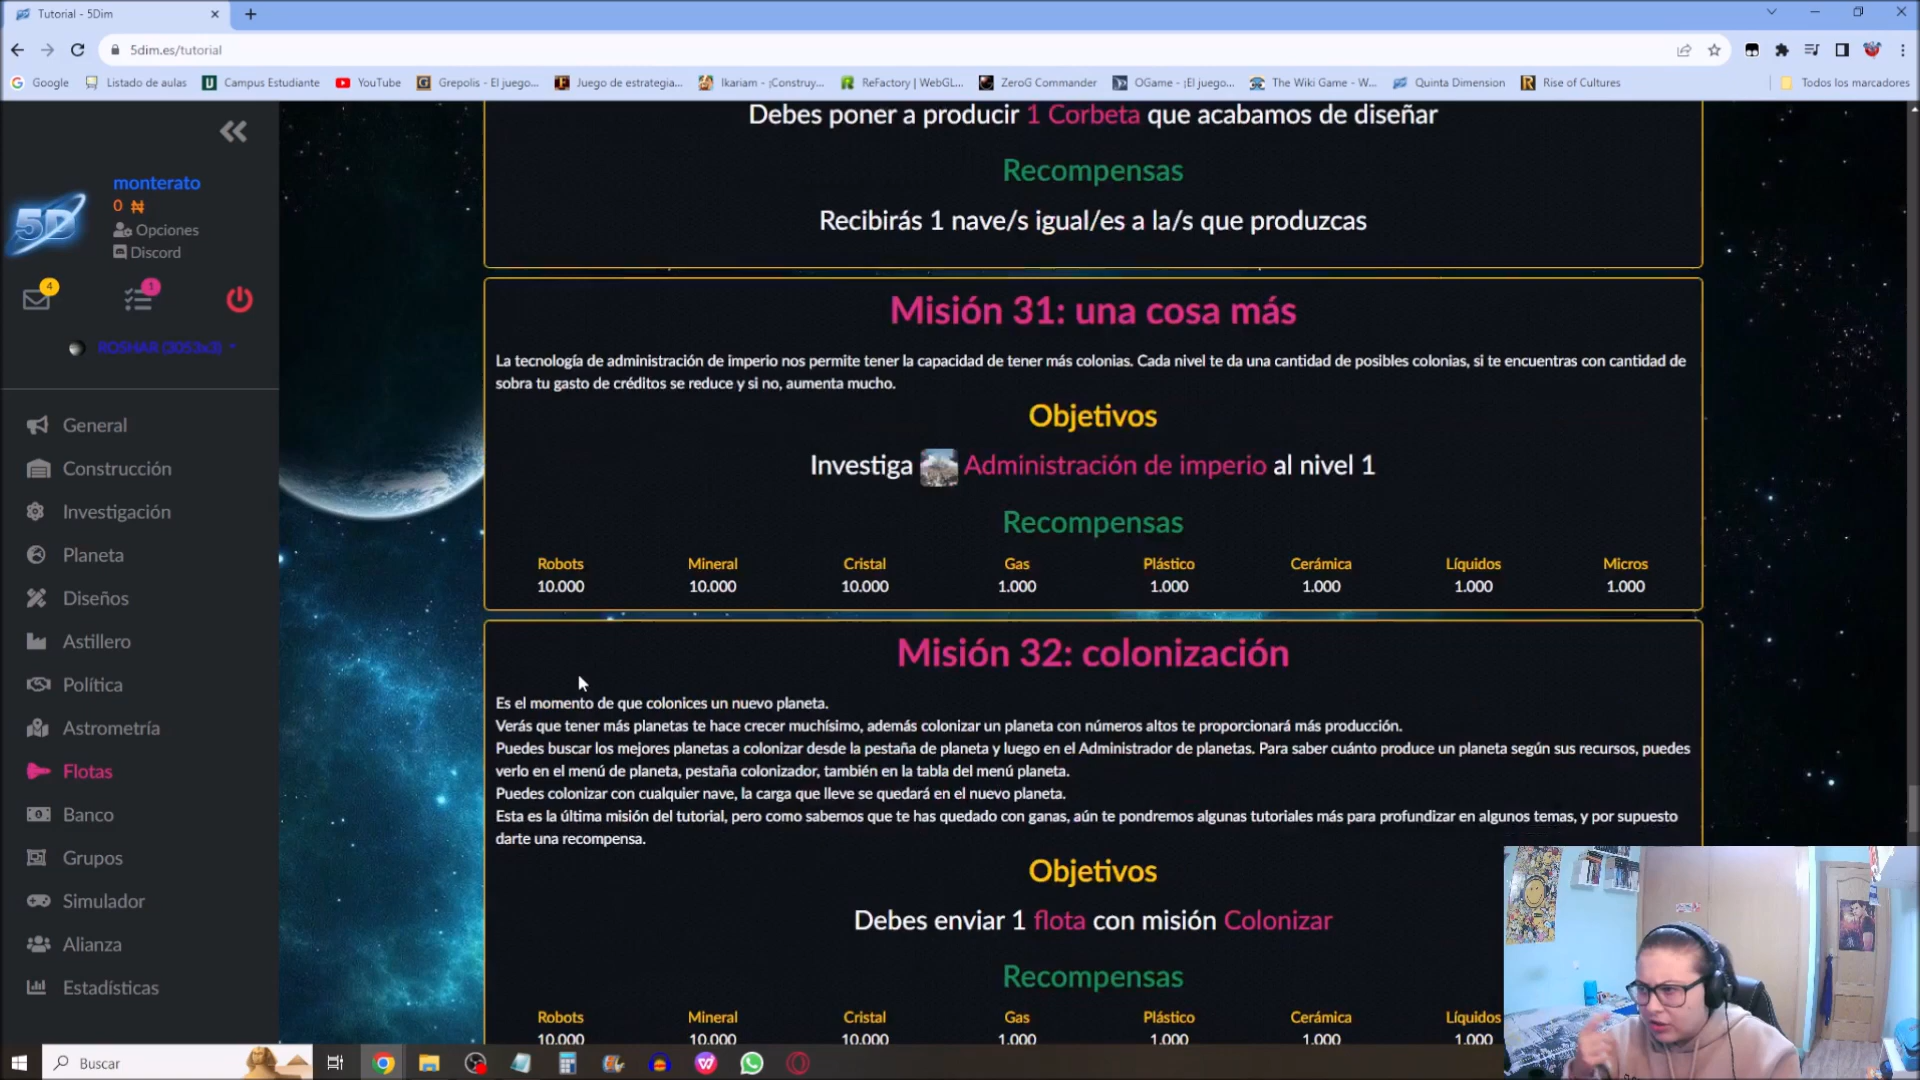 Tutorial - 5Dim
5dim.es/tutorial
Google
Listado de aulas
Campus Estudiante
YouTube
Grepolis - El juego...
Juego de estrategia...
Ikariam - ¡Construy...
ReFactory | WebGL...
ZeroG Commander
OGame - ¡El juego...
The Wiki Game - W...
Quinta Dimension
Rise of Cultures
Todos los marcadores
5D
monterato
0
Opciones
Discord
4
1
ROSHAR (3053x3)
General
Construcción
Investigación
Planeta
Diseños
Astillero
Política
Astrometría
Flotas
Banco
Grupos
Simulador
Alianza
Estadísticas
Debes poner a producir 1 Corbeta que acabamos de diseñar
Recompensas
Recibirás 1 nave/s igual/es a la/s que produzcas
Misión 31: una cosa más
La tecnología de administración de imperio nos permite tener la capacidad de tener más colonias. Cada nivel te da una cantidad de posibles colonias, si te encuentras con cantidad de
sobra tu gasto de créditos se reduce y si no, aumenta mucho.
Objetivos
Investiga Administración de imperio al nivel 1
Recompensas
Robots Mineral Cristal Gas Plástico Cerámica Líquidos Micros
10.000 10.000 10.000 1.000 1.000 1.000 1.000 1.000
Misión 32: colonización
Es el momento de que colonices un nuevo planeta.
Verás que tener más planetas te hace crecer muchísimo, además colonizar un planeta con números altos te proporcionará más producción.
Puedes buscar los mejores planetas a colonizar desde la pestaña de planeta y luego en el Administrador de planetas. Para saber cuánto produce un planeta según sus recursos, puedes
verlo en el menú de planeta, pestaña colonizador, también en la tabla del menú planeta.
Puedes colonizar con cualquier nave, la carga que lleve se quedará en el nuevo planeta.
Esta es la última misión del tutorial, pero como sabemos que te has quedado con ganas, aún te pondremos algunas tutoriales más para profundizar en algunos temas, y por supuesto
darte una recompensa.
Objetivos
Debes enviar 1 flota con misión Colonizar
Recompensas
Robots Mineral Cristal Gas Plástico Cerámica Líquidos
10.000 10.000 10.000 1.000 1.000 1.000 1.000
Buscar